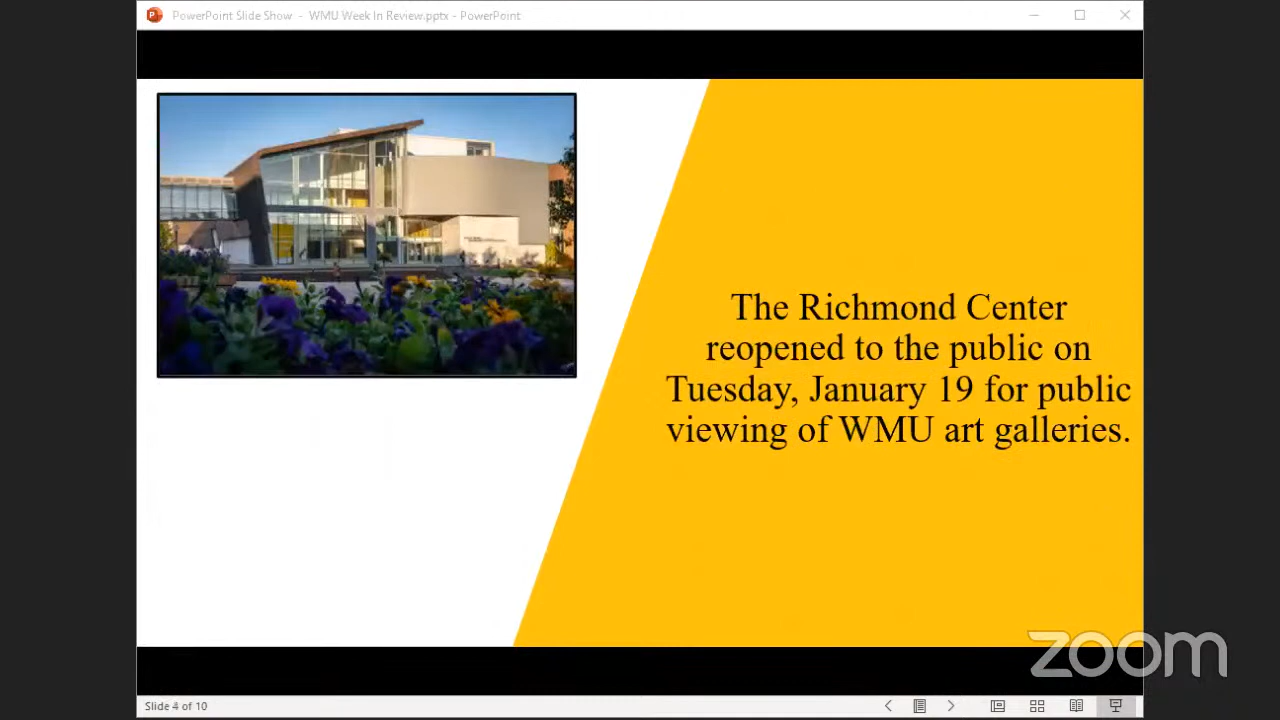 PowerPoint Slide Show - WMU Week In Review.pptx - PowerPoint
The Richmond Center
reopened to the public on
Tuesday, January 19 for public
viewing of WMU art galleries.
zoom
Slide 4 of 10